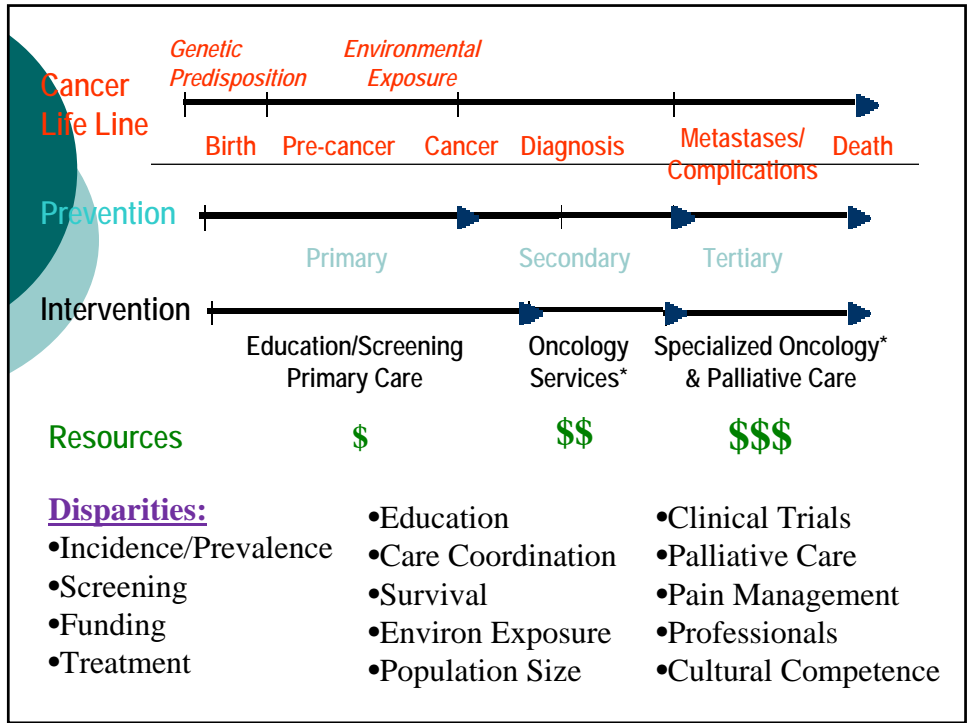 Genetic
Predisposition
Environmental
Exposure
Cancer
Life Line
Birth Pre-cancer Cancer Diagnosis Metastases/
Complications Death
Prevention
Primary Secondary Tertiary
Intervention
Education/Screening
Primary Care
Oncology
Services*
Specialized Oncology*
& Palliative Care
Resources $ $$ $$$
Disparities:
•Incidence/Prevalence
•Screening
•Funding
•Treatment
•Education
•Care Coordination
•Survival
•Environ Exposure
•Population Size
•Clinical Trials
•Palliative Care
•Pain Management
•Professionals
•Cultural Competence